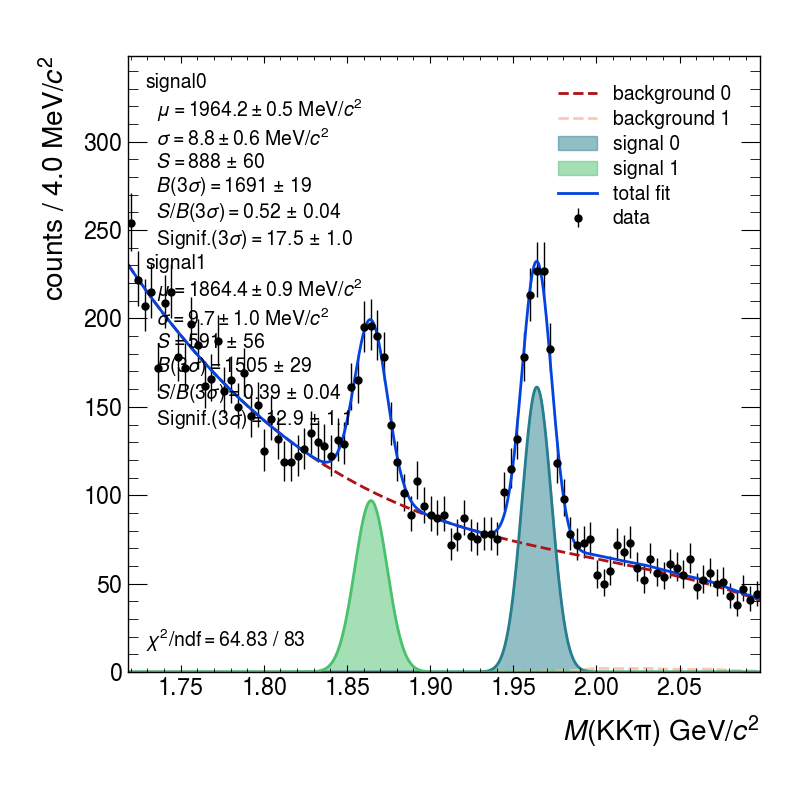 counts / 4.0 MeV/c²
signal0
μ = 1964.2 ± 0.5 MeV/c²
σ = 8.8 ± 0.6 MeV/c²
S = 888 ± 60
B(3σ) = 1691 ± 19
S/B(3σ) = 0.52 ± 0.04
Signif.(3σ) = 17.5 ± 1.0
signal1
μ = 1864.4 ± 0.9 MeV/c²
σ = 9.7 ± 1.0 MeV/c²
S = 591 ± 56
B(3σ) = 1505 ± 29
S/B(3σ) = 0.39 ± 0.04
Signif.(3σ) = 12.9 ± 1.1
background 0
background 1
signal 0
signal 1
total fit
data
300
250
200
150
100
50
0
χ²/ndf = 64.83 / 83
1.75 1.80 1.85 1.90 1.95 2.00 2.05
M(KKπ) GeV/c²